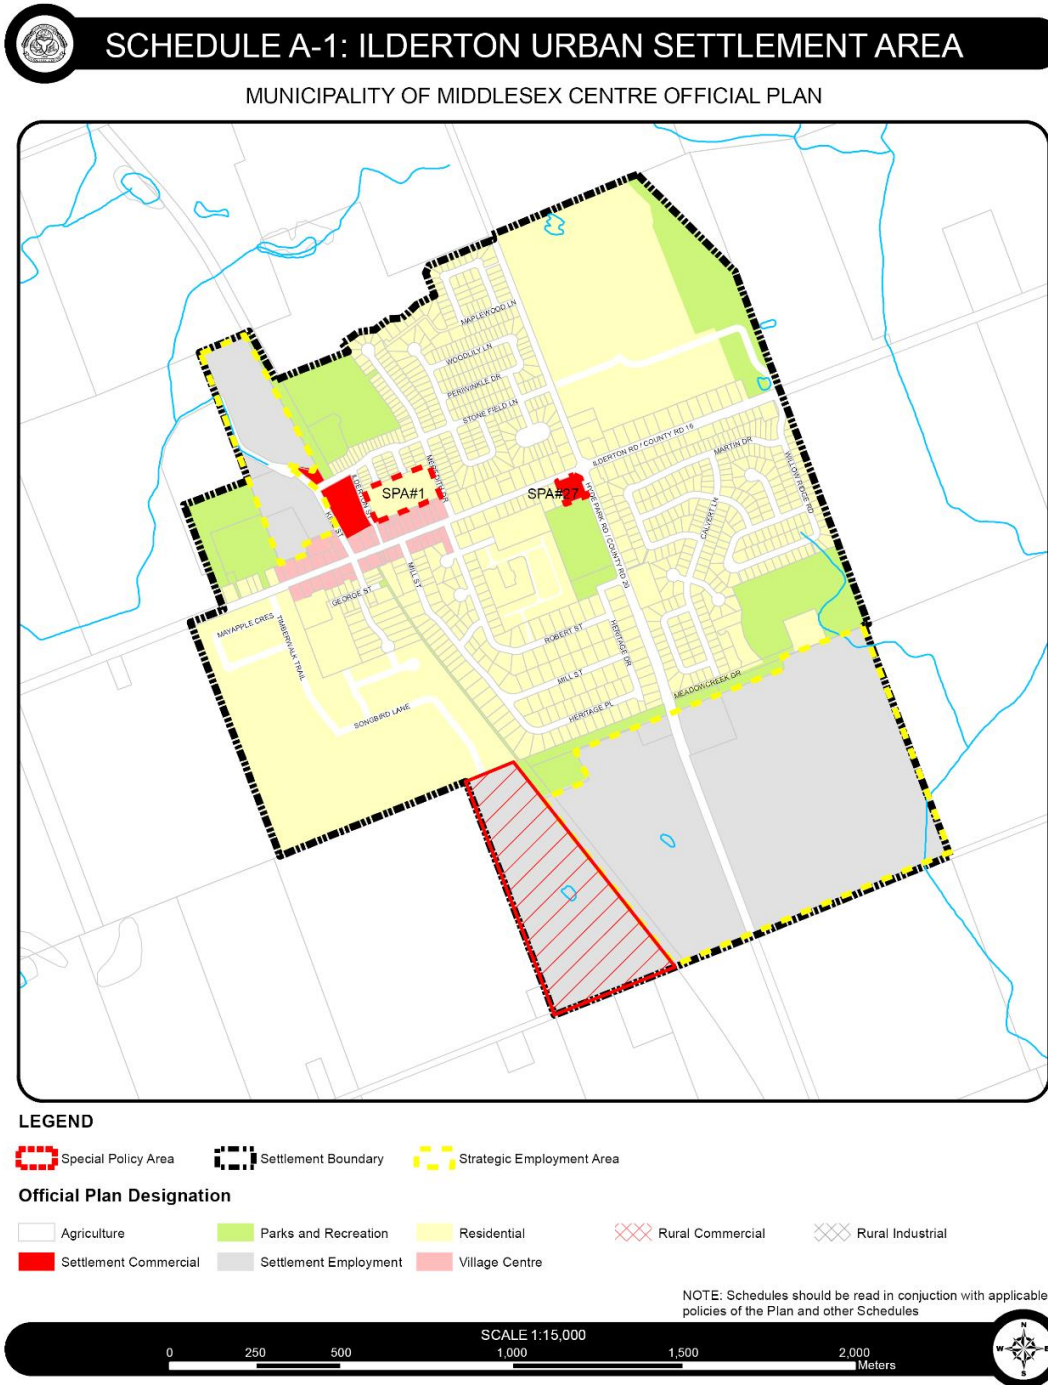 SCHEDULE A-1: ILDERTON URBAN SETTLEMENT AREA
MUNICIPALITY OF MIDDLESEX CENTRE OFFICIAL PLAN
MAPLEWOOD LN
WOODLILY LN
PERIWINKLE DR
STONE FIELD LN
ILDERTON RD / COUNTY RD 16
MARTIN DR
WILLOW RIDGE RD
CALVERT LN
MEREDITH DR
SPA#1
SPA#27
HYDE PARK RD / COUNTY RD 20
MILL ST
GEORGE ST
MAYAPPLE CRES
TIMBERWALK TRAIL
SONGBIRD LANE
ROBERT ST
HERITAGE DR
MILL ST
HERITAGE PL
MEADOWCREEK DR
LEGEND
Special Policy Area
Settlement Boundary
Strategic Employment Area
Official Plan Designation
Agriculture
Parks and Recreation
Residential
Rural Commercial
Rural Industrial
Settlement Commercial
Settlement Employment
Village Centre
NOTE: Schedules should be read in conjuction with applicable
policies of the Plan and other Schedules
SCALE 1:15,000
0 250 500 1,000 1,500 2,000
Meters
N
W E
S